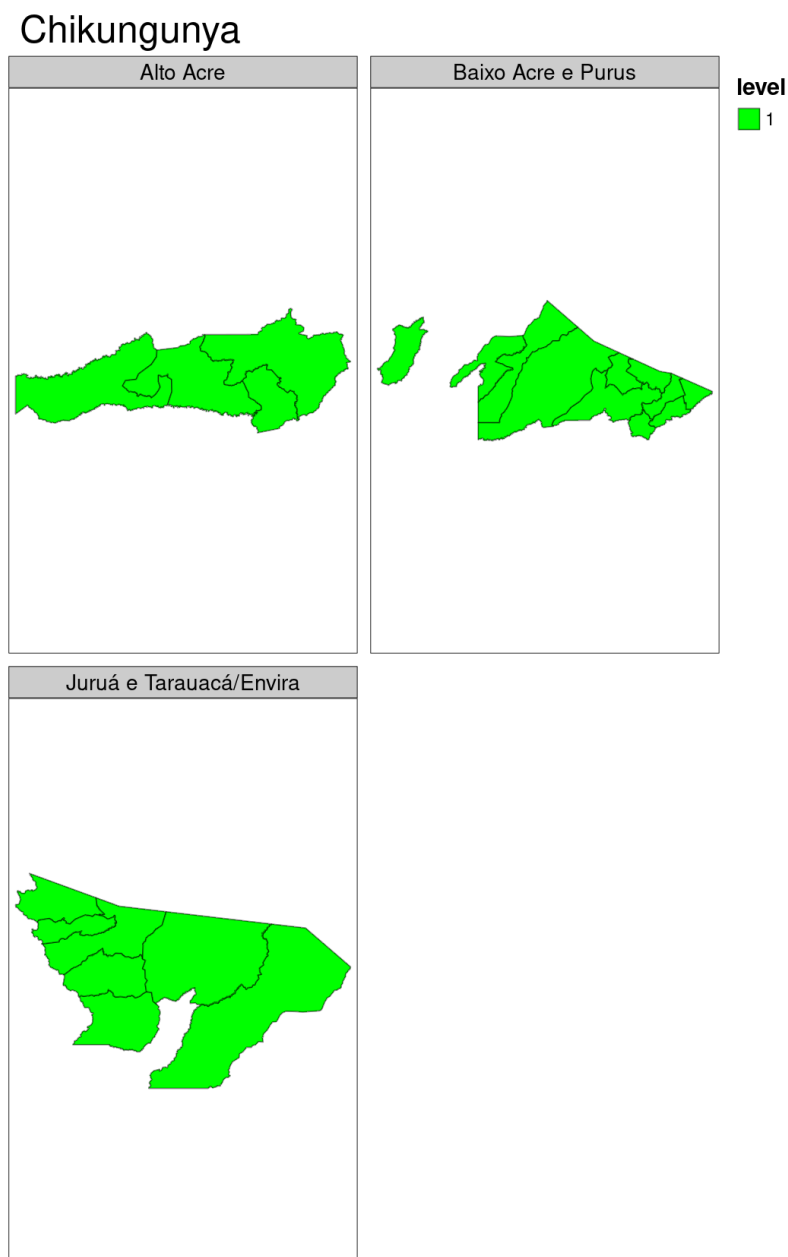 Chikungunya
Alto Acre
Baixo Acre e Purus
level
1
Juruá e Tarauacá/Envira